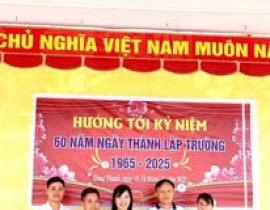 CHỦ NGHĨA VIỆT NAM MUÔN NĂ
HƯỚNG TỚI KỶ NIỆM
60 NĂM NGÀY THÀNH LẬP TRƯỜNG
1965 - 2025